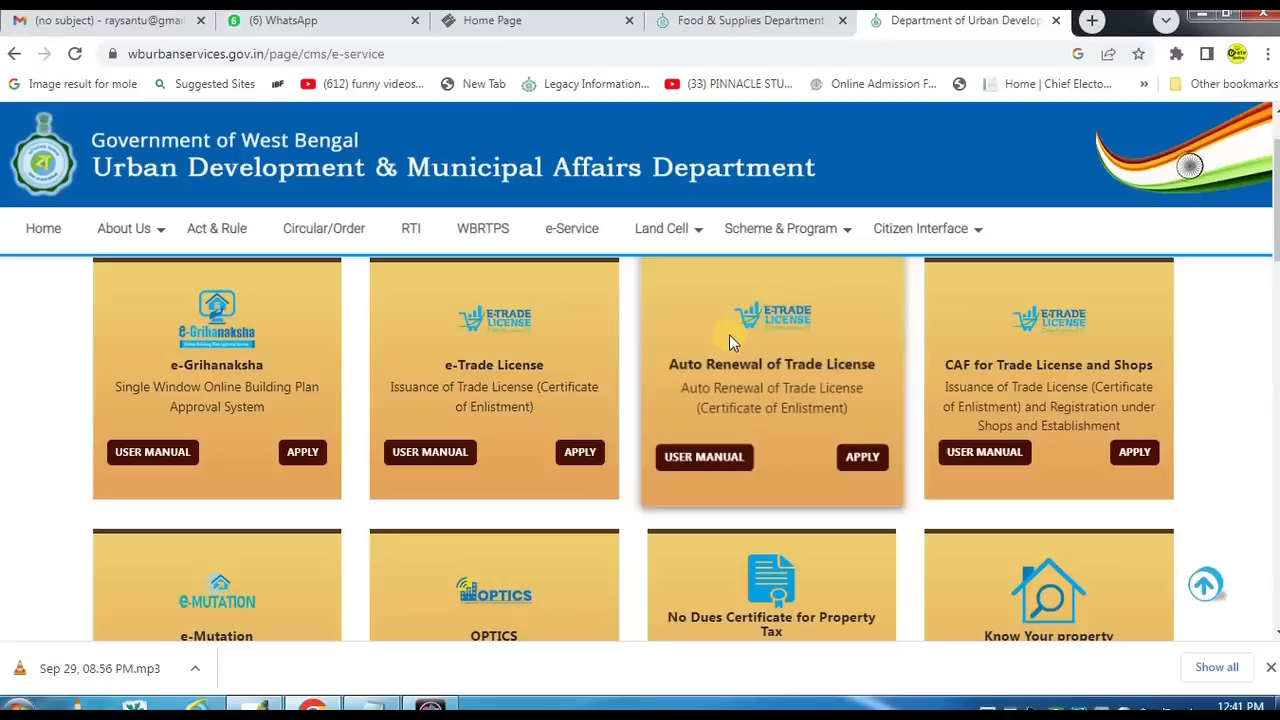 (no subject) - raysantu@gmail
(6) WhatsApp
Home Page
Food & Supplies Department
Department of Urban Develop
wburbanservices.gov.in/page/cms/e-service
Image result for mole
Suggested Sites
(612) funny videos...
New Tab
Legacy Information...
(33) PINNACLE STU...
Online Admission F...
Home | Chief Electo...
»
Other bookmarks
Government of West Bengal
Urban Development & Municipal Affairs Department
Home
About Us
Act & Rule
Circular/Order
RTI
WBRTPS
e-Service
Land Cell
Scheme & Program
Citizen Interface
e-Grihanaksha
e-Grihanaksha
Single Window Online Building Plan
Approval System
USER MANUAL
APPLY
E-TRADE
LICENSE
e-Trade License
Issuance of Trade License (Certificate
of Enlistment)
USER MANUAL
APPLY
E-TRADE
LICENSE
Auto Renewal of Trade License
Auto Renewal of Trade License
(Certificate of Enlistment)
USER MANUAL
APPLY
E-TRADE
LICENSE
CAF for Trade License and Shops
Issuance of Trade License (Certificate
of Enlistment) and Registration under
Shops and Establishment
USER MANUAL
APPLY
e-MUTATION
e-Mutation
OPTICS
OPTICS
No Dues Certificate for Property
Tax
Know Your property
Sep 29, 08.56 PM.mp3
Show all
12:41 PM